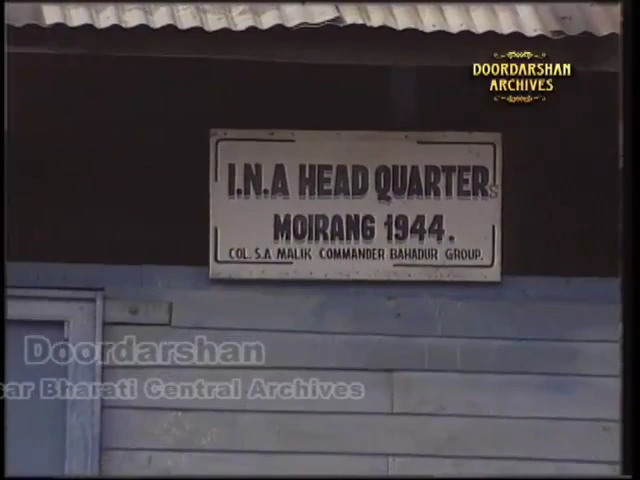 DOORDARSHAN
ARCHIVES
I.N.A HEAD QUARTERS
MOIRANG 1944.
COL. S.A MALIK COMMANDER BAHADUR GROUP.
Doordarshan
Bharati Central Archives